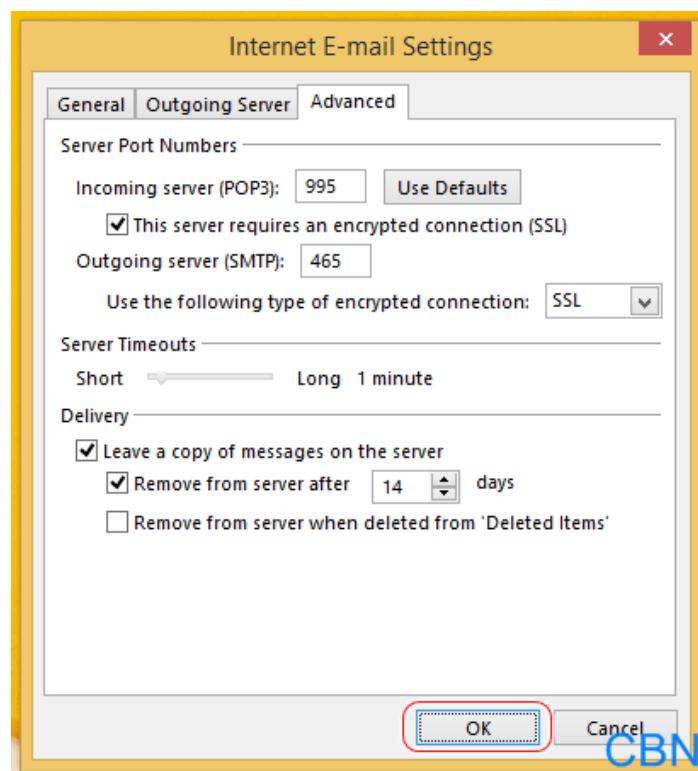 Internet E-mail Settings
General Outgoing Server Advanced
Server Port Numbers
Incoming server (POP3): 995 Use Defaults
This server requires an encrypted connection (SSL)
Outgoing server (SMTP): 465
Use the following type of encrypted connection: SSL
Server Timeouts
Short Long 1 minute
Delivery
Leave a copy of messages on the server
Remove from server after 14 days
Remove from server when deleted from 'Deleted Items'
OK Cancel
CBN